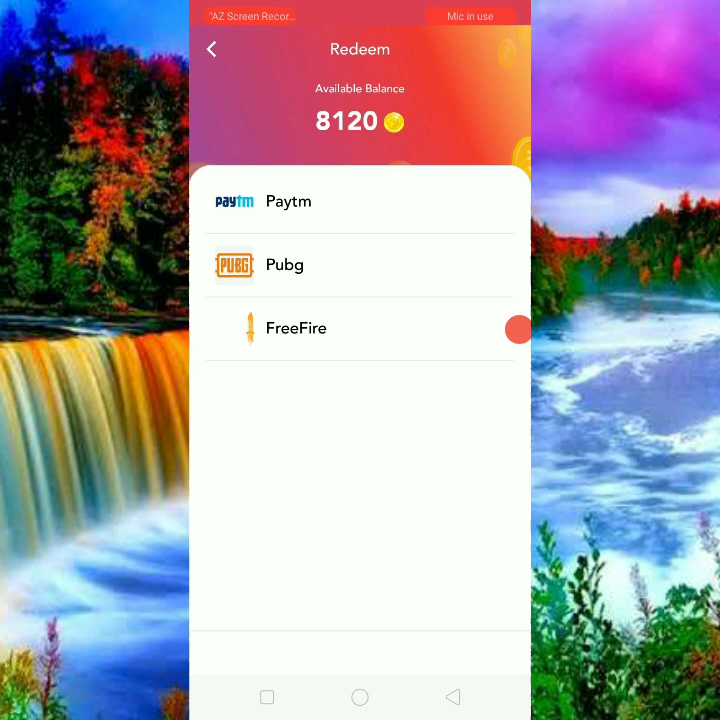 "AZ Screen Recor... Mic in use
Redeem
Available Balance
8120
paytm Paytm
PUBG Pubg
FreeFire